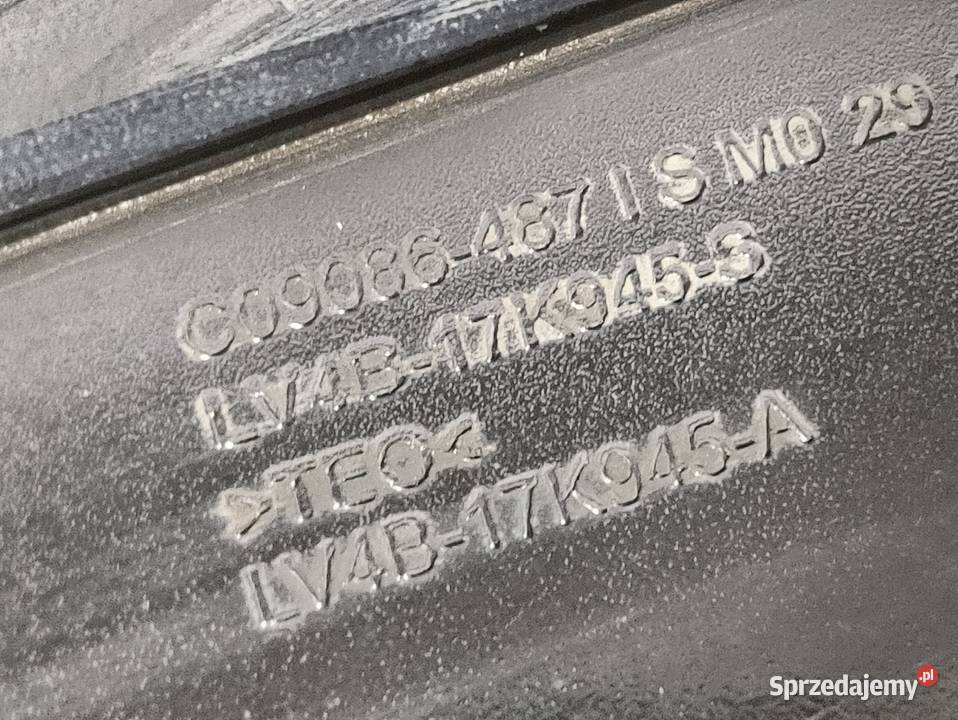 C09086-487 I S M0 29
LV4B-17K945-S
>TEO<
LV4B-17K945-A
Sprzedajemy.pl